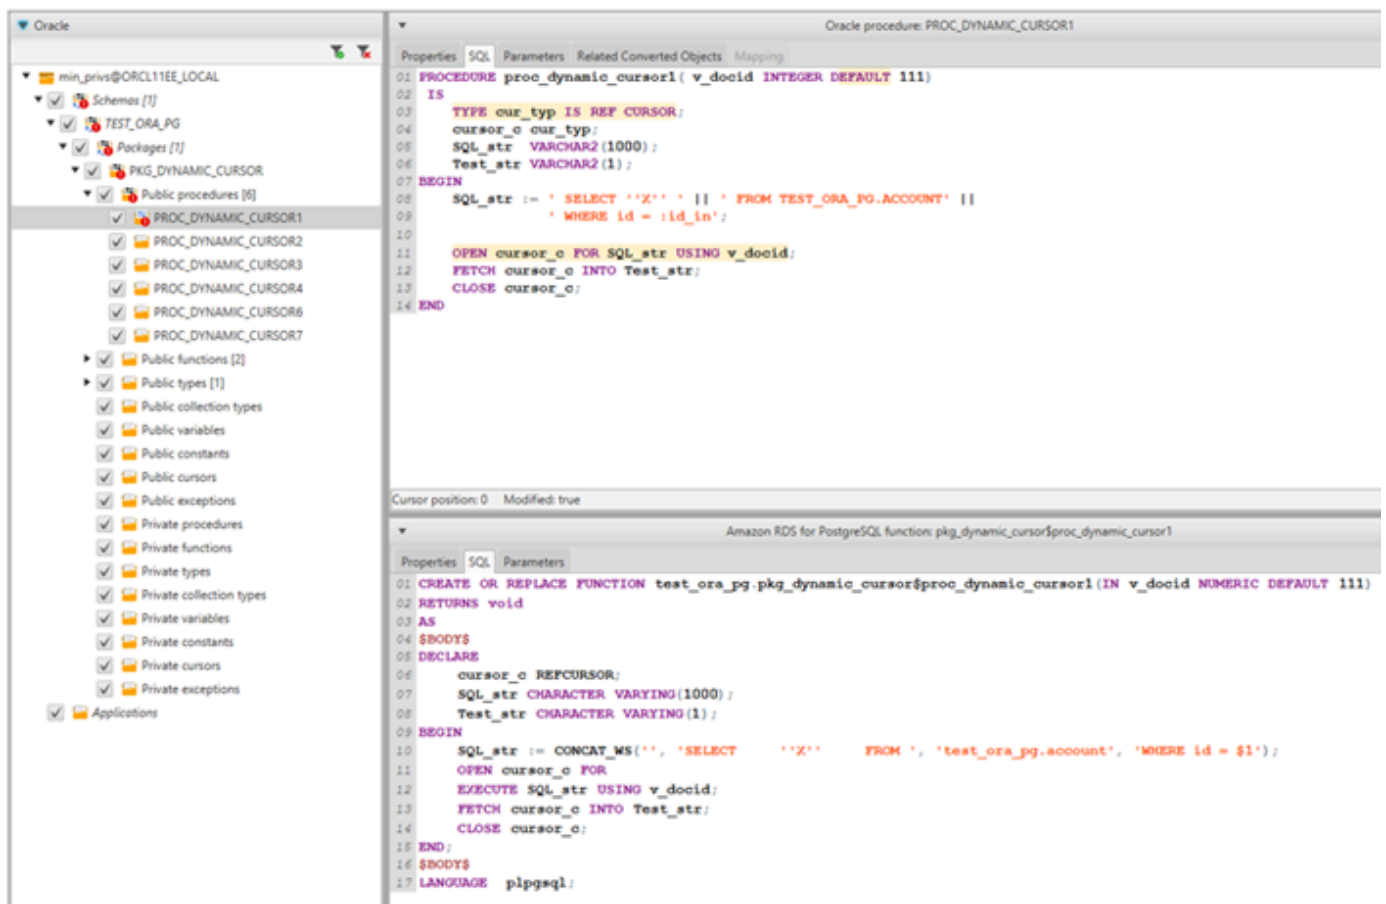 Oracle
min_privs@ORCL11EE_LOCAL
Schemas [1]
TEST_ORA_PG
Packages [1]
PKG_DYNAMIC_CURSOR
Public procedures [6]
PROC_DYNAMIC_CURSOR1
PROC_DYNAMIC_CURSOR2
PROC_DYNAMIC_CURSOR3
PROC_DYNAMIC_CURSOR4
PROC_DYNAMIC_CURSOR6
PROC_DYNAMIC_CURSOR7
Public functions [2]
Public types [1]
Public collection types
Public variables
Public constants
Public cursors
Public exceptions
Private procedures
Private functions
Private types
Private collection types
Private variables
Private constants
Private cursors
Private exceptions
Applications
Oracle procedure: PROC_DYNAMIC_CURSOR1
Properties SQL Parameters Related Converted Objects Mapping
01 PROCEDURE proc_dynamic_cursor1( v_docid INTEGER DEFAULT 111)
02 IS
03 TYPE cur_typ IS REF CURSOR;
04 cursor_c cur_typ;
05 SQL_str VARCHAR2(1000);
06 Test_str VARCHAR2(1);
07 BEGIN
08 SQL_str := ' SELECT ''X'' ' || ' FROM TEST_ORA_PG.ACCOUNT' ||
09 ' WHERE id = :id_in';
10
11 OPEN cursor_c FOR SQL_str USING v_docid;
12 FETCH cursor_c INTO Test_str;
13 CLOSE cursor_c;
14 END
Cursor position: 0 Modified: true
Amazon RDS for PostgreSQL function: pkg_dynamic_cursor$proc_dynamic_cursor1
Properties SQL Parameters
01 CREATE OR REPLACE FUNCTION test_ora_pg.pkg_dynamic_cursor$proc_dynamic_cursor1(IN v_docid NUMERIC DEFAULT 111)
02 RETURNS void
03 AS
04 $BODY$
05 DECLARE
06 cursor_c REFCURSOR;
07 SQL_str CHARACTER VARYING(1000);
08 Test_str CHARACTER VARYING(1);
09 BEGIN
10 SQL_str := CONCAT_WS('', 'SELECT ''X'' FROM ', 'test_ora_pg.account', 'WHERE id = $1');
11 OPEN cursor_c FOR
12 EXECUTE SQL_str USING v_docid;
13 FETCH cursor_c INTO Test_str;
14 CLOSE cursor_c;
15 END;
16 $BODY$
17 LANGUAGE plpgsql;